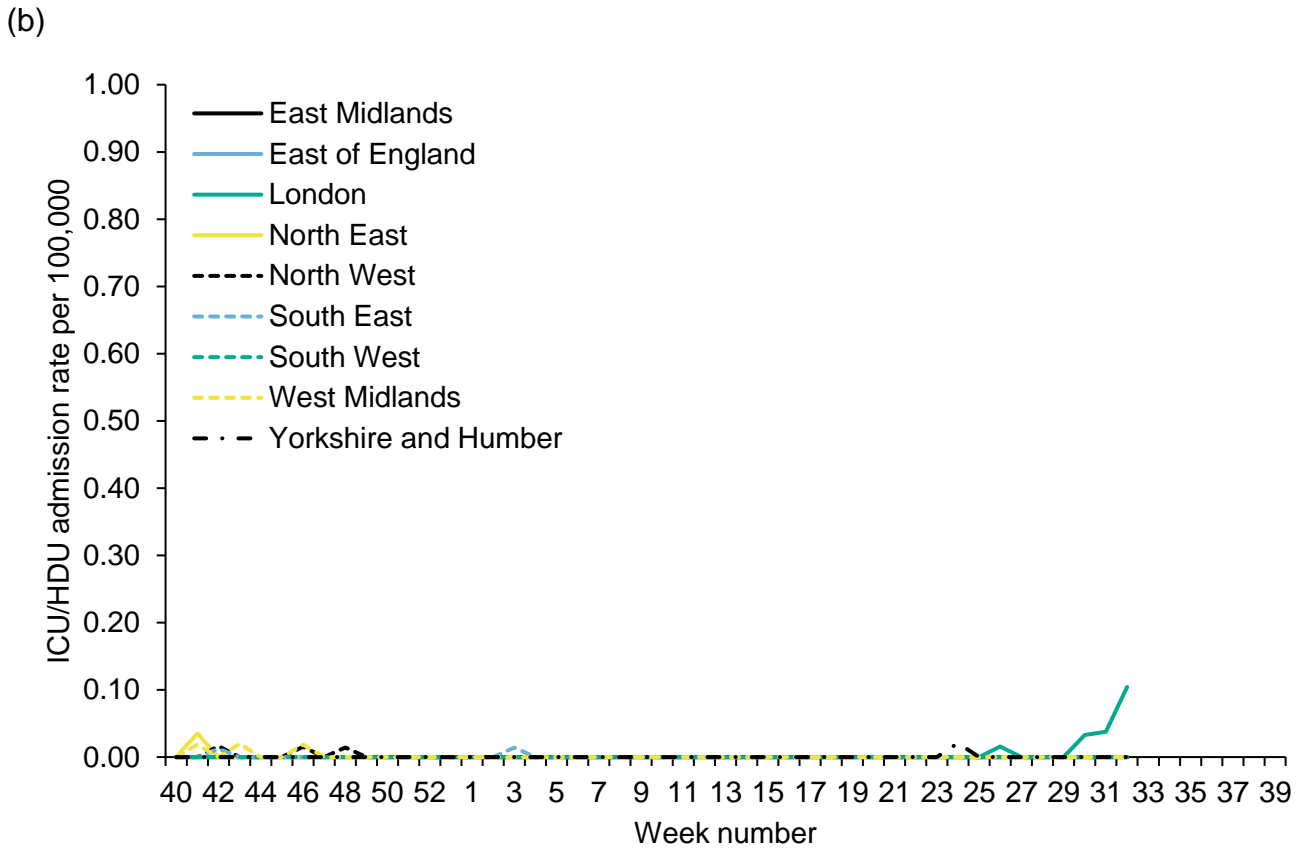 (b)
1.00
0.90
0.80
0.70
0.60
0.50
0.40
0.30
0.20
0.10
0.00
ICU/HDU admission rate per 100,000
East Midlands
East of England
London
North East
North West
South East
South West
West Midlands
Yorkshire and Humber
40 42 44 46 48 50 52 1 3 5 7 9 11 13 15 17 19 21 23 25 27 29 31 33 35 37 39
Week number